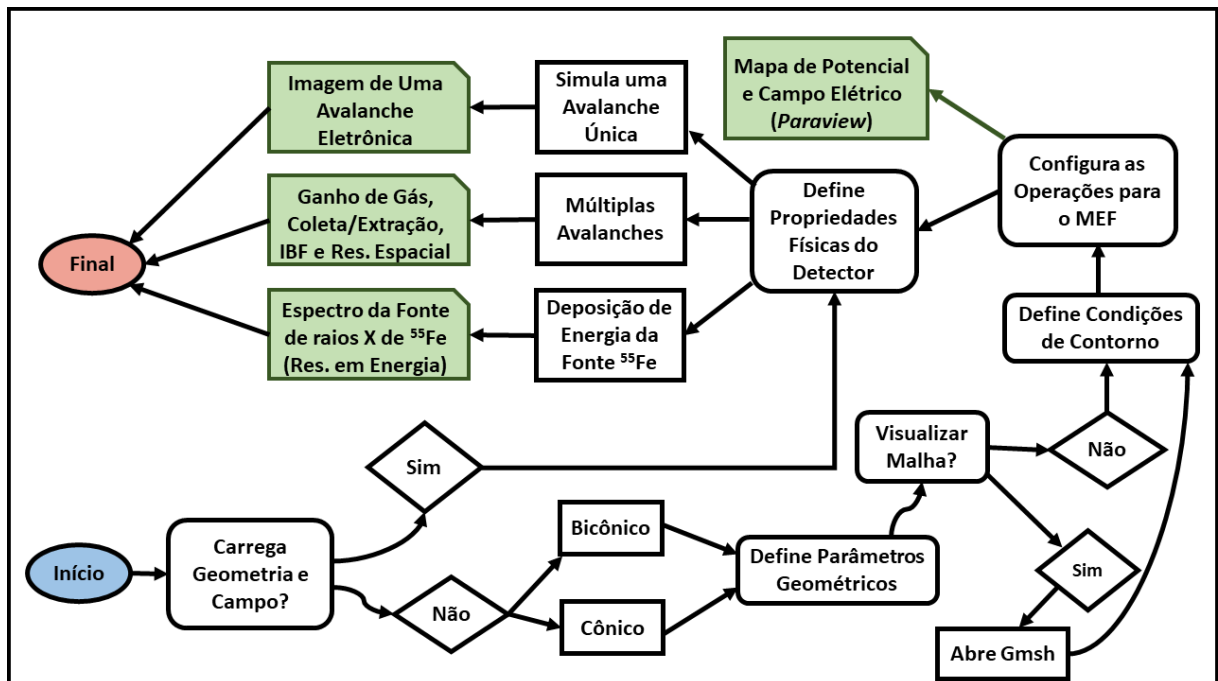 Imagem de Uma
Avalanche
Eletrônica
Simula uma
Avalanche
Única
Mapa de Potencial
e Campo Elétrico
(Paraview)
Configura as
Operações para
o MEF
Ganho de Gás,
Coleta/Extração,
IBF e Res. Espacial
Múltiplas
Avalanches
Define
Propriedades
Físicas do
Detector
Final
Espectro da Fonte
de raios X de ⁵⁵Fe
(Res. em Energia)
Deposição de
Energia da
Fonte ⁵⁵Fe
Define Condições
de Contorno
Sim
Visualizar
Malha?
Não
Início
Carrega
Geometria e
Campo?
Não
Bicônico
Cônico
Define Parâmetros
Geométricos
Sim
Abre Gmsh